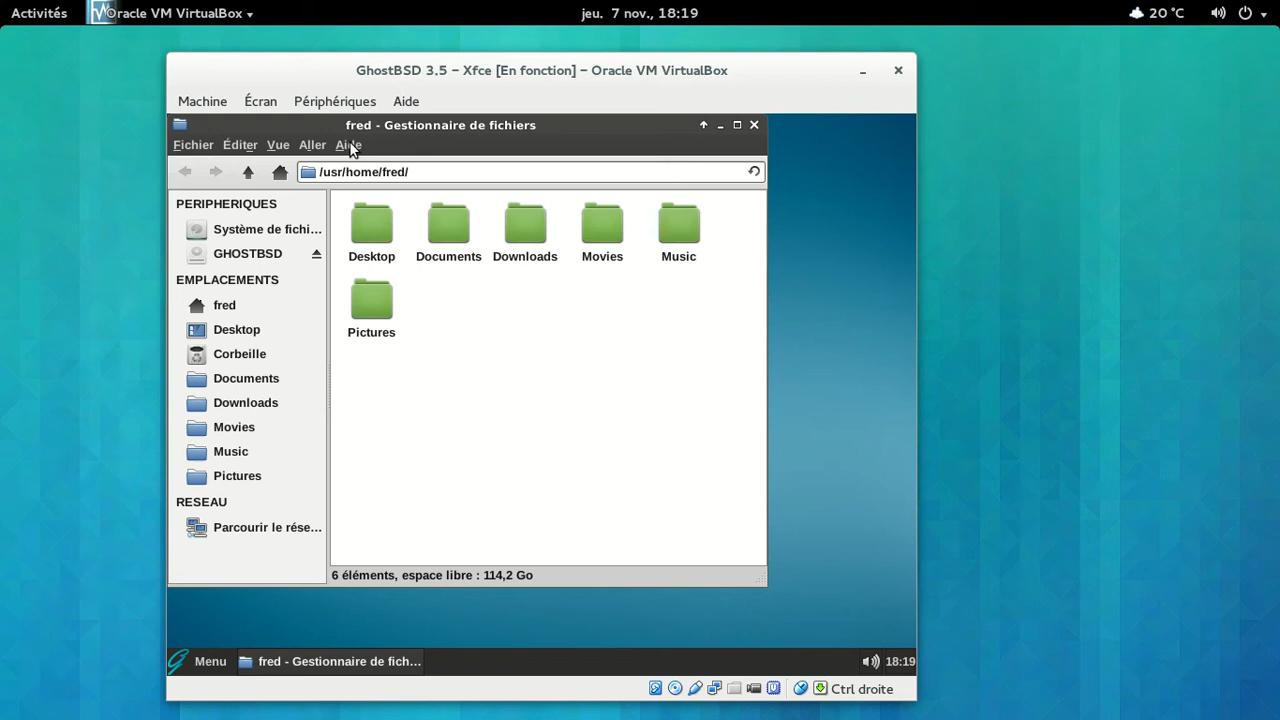 Activités
Oracle VM VirtualBox
jeu. 7 nov., 18:19
20 °C
GhostBSD 3.5 – Xfce [En fonction] – Oracle VM VirtualBox
Machine Écran Périphériques Aide
fred - Gestionnaire de fichiers
Fichier Éditer Vue Aller Aide
/usr/home/fred/
PERIPHERIQUES
Système de fichi...
GHOSTBSD
EMPLACEMENTS
fred
Desktop
Corbeille
Documents
Downloads
Movies
Music
Pictures
RESEAU
Parcourir le rése...
Desktop Documents Downloads Movies Music
Pictures
6 éléments, espace libre : 114,2 Go
Menu
fred - Gestionnaire de fich...
18:19
Ctrl droite